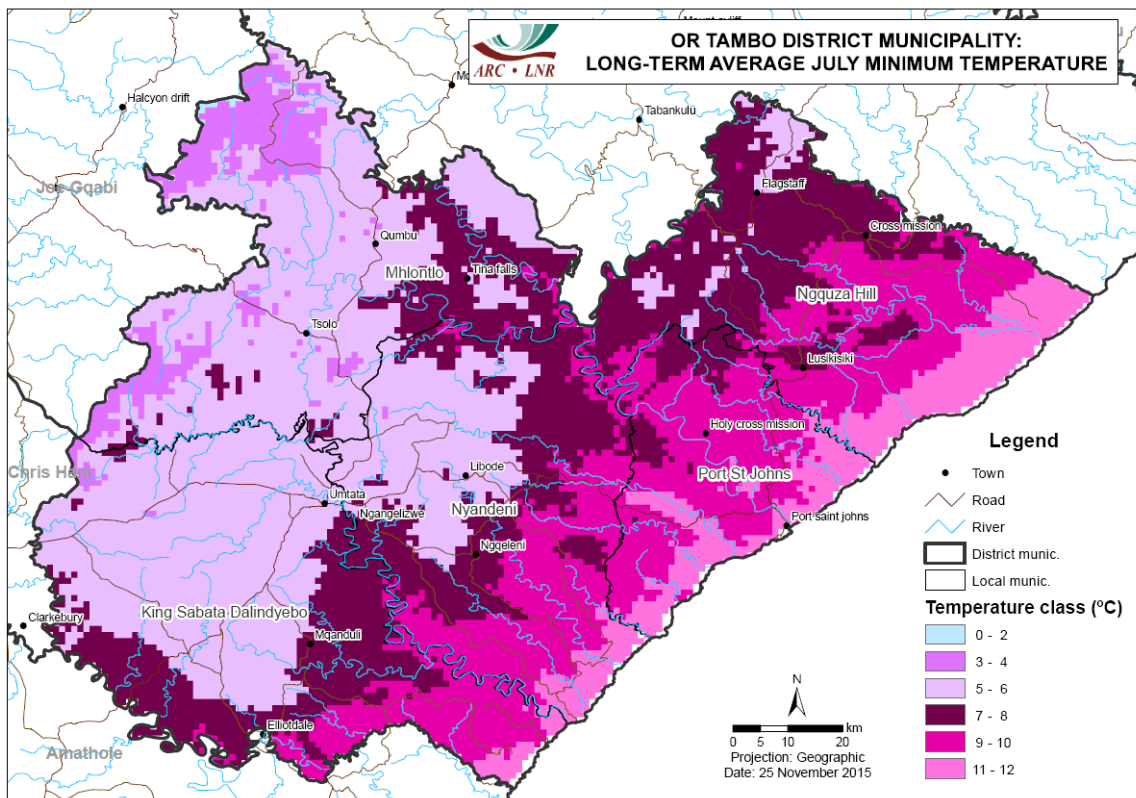 Mount ayliff
OR TAMBO DISTRICT MUNICIPALITY:
LONG-TERM AVERAGE JULY MINIMUM TEMPERATURE
ARC • LNR
Halcyon drift
Mo
Tabankulu
Joe Gqabi
Flagstaff
Cross mission
Qumbu
Mhlontlo
Tina falls
Ngquza Hill
Tsolo
Lusikisiki
Holy cross mission
Chris Hani
Libode
Port St Johns
Umtata
Ngangelizwe
Nyandeni
Port saint johns
Ngqeleni
King Sabata Dalindyebo
Clarkebury
Mqanduli
Elliotdale
Amathole
Legend
Town
Road
River
District munic.
Local munic.
Temperature class (ºC)
0 - 2
3 - 4
5 - 6
7 - 8
9 - 10
11 - 12
N
km
0 5 10 20
Projection: Geographic
Date: 25 November 2015